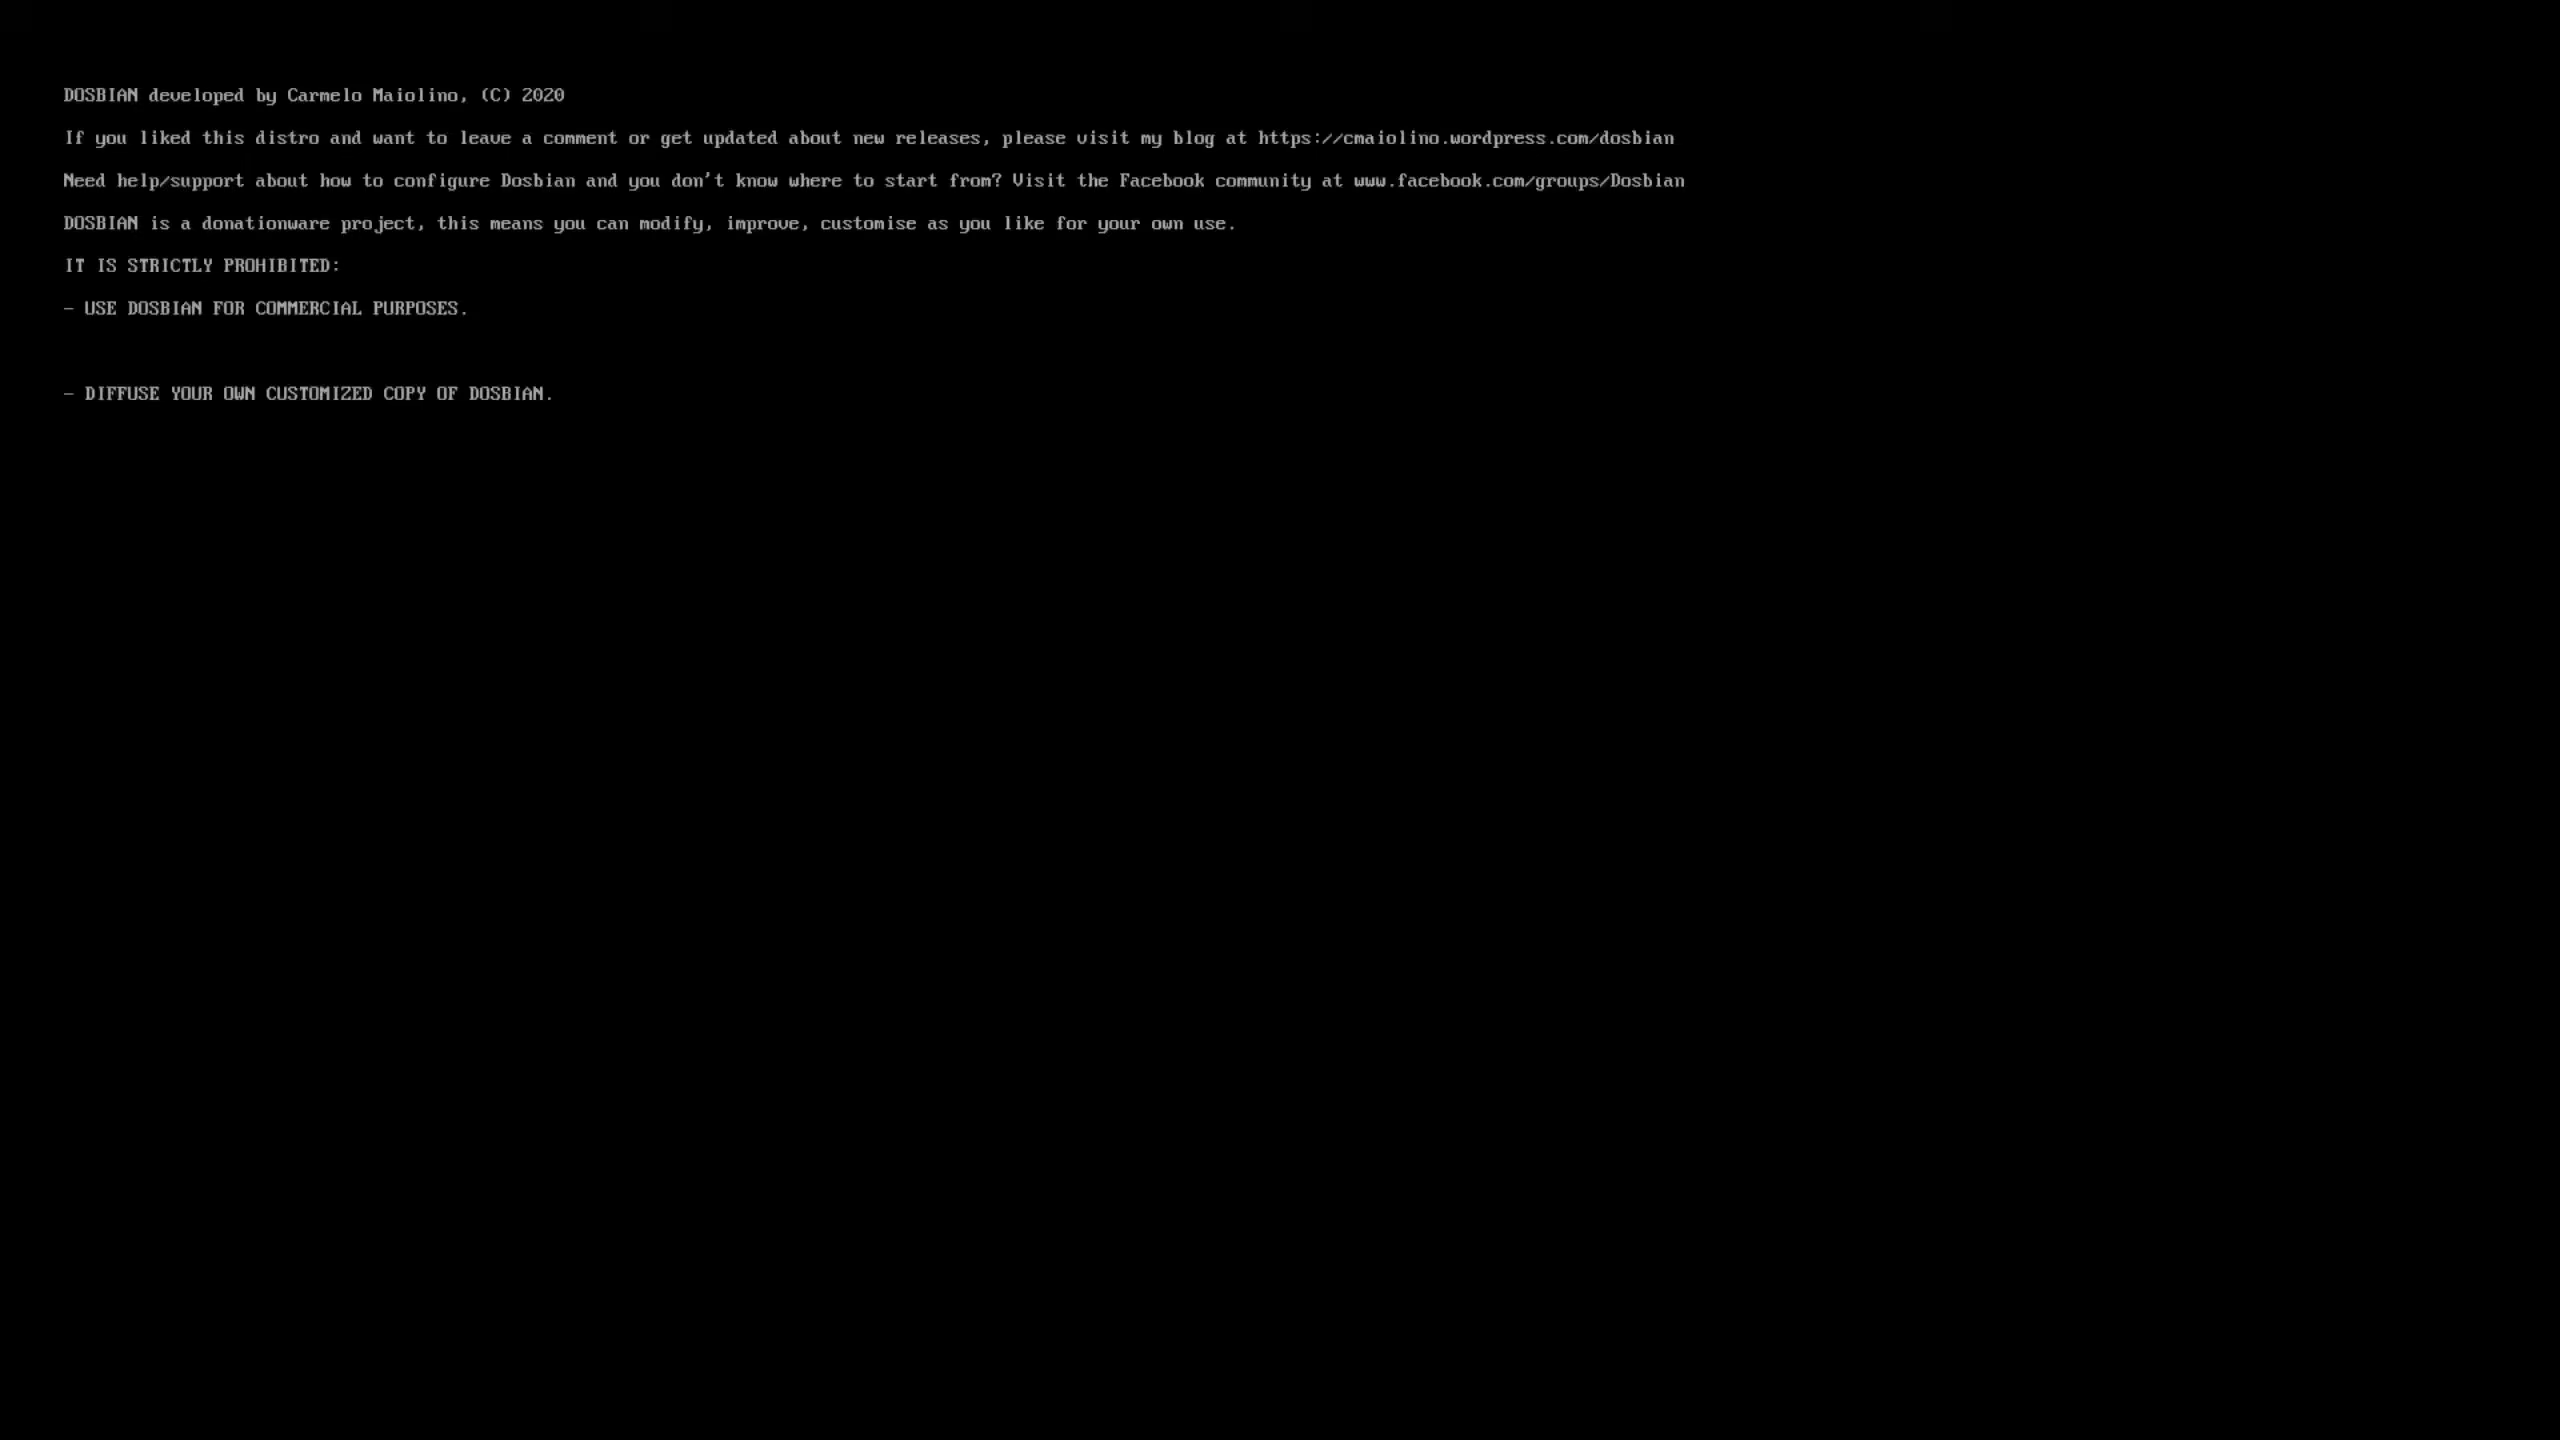 DOSBIAN developed by Carmelo Maiolino, (C) 2020
If you liked this distro and want to leave a comment or get updated about new releases, please visit my blog at https://cmaiolino.wordpress.com/dosbian
Need help/support about how to configure Dosbian and you don't know where to start from? Visit the Facebook community at www.facebook.com/groups/Dosbian
DOSBIAN is a donationware project, this means you can modify, improve, customise as you like for your own use.
IT IS STRICTLY PROHIBITED:
- USE DOSBIAN FOR COMMERCIAL PURPOSES.
- DIFFUSE YOUR OWN CUSTOMIZED COPY OF DOSBIAN.